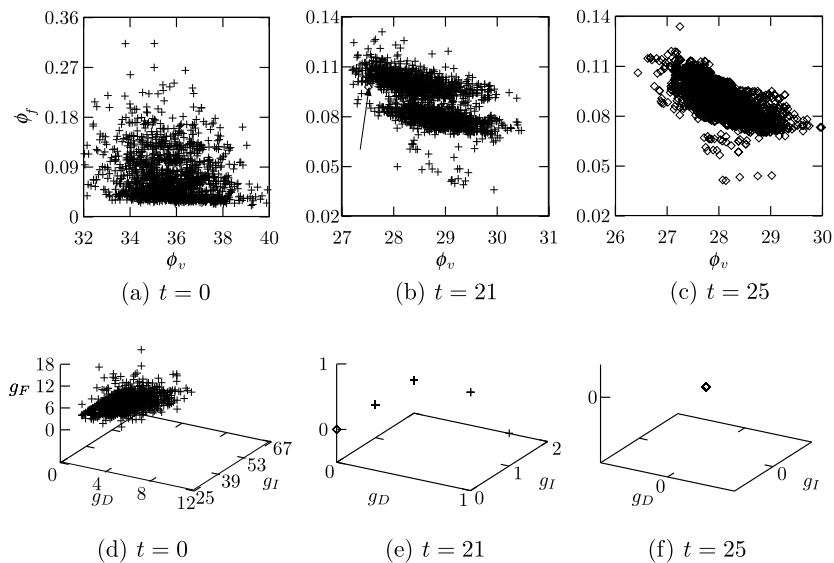 0.36
0.27
0.18
0.09
0
ϕ_f
32 34 36 38 40
ϕ_v
(a) t = 0
0.14
0.11
0.08
0.05
0.02
27 28 29 30 31
ϕ_v
(b) t = 21
0.14
0.11
0.08
0.05
0.02
26 27 28 29 30
ϕ_v
(c) t = 25
18
12
6
0
g_F
0 4 8 12
g_D
25 39 53 67
g_I
(d) t = 0
1
0
0 1
g_D
0 1 2
g_I
(e) t = 21
0
0
g_D
0
g_I
(f) t = 25